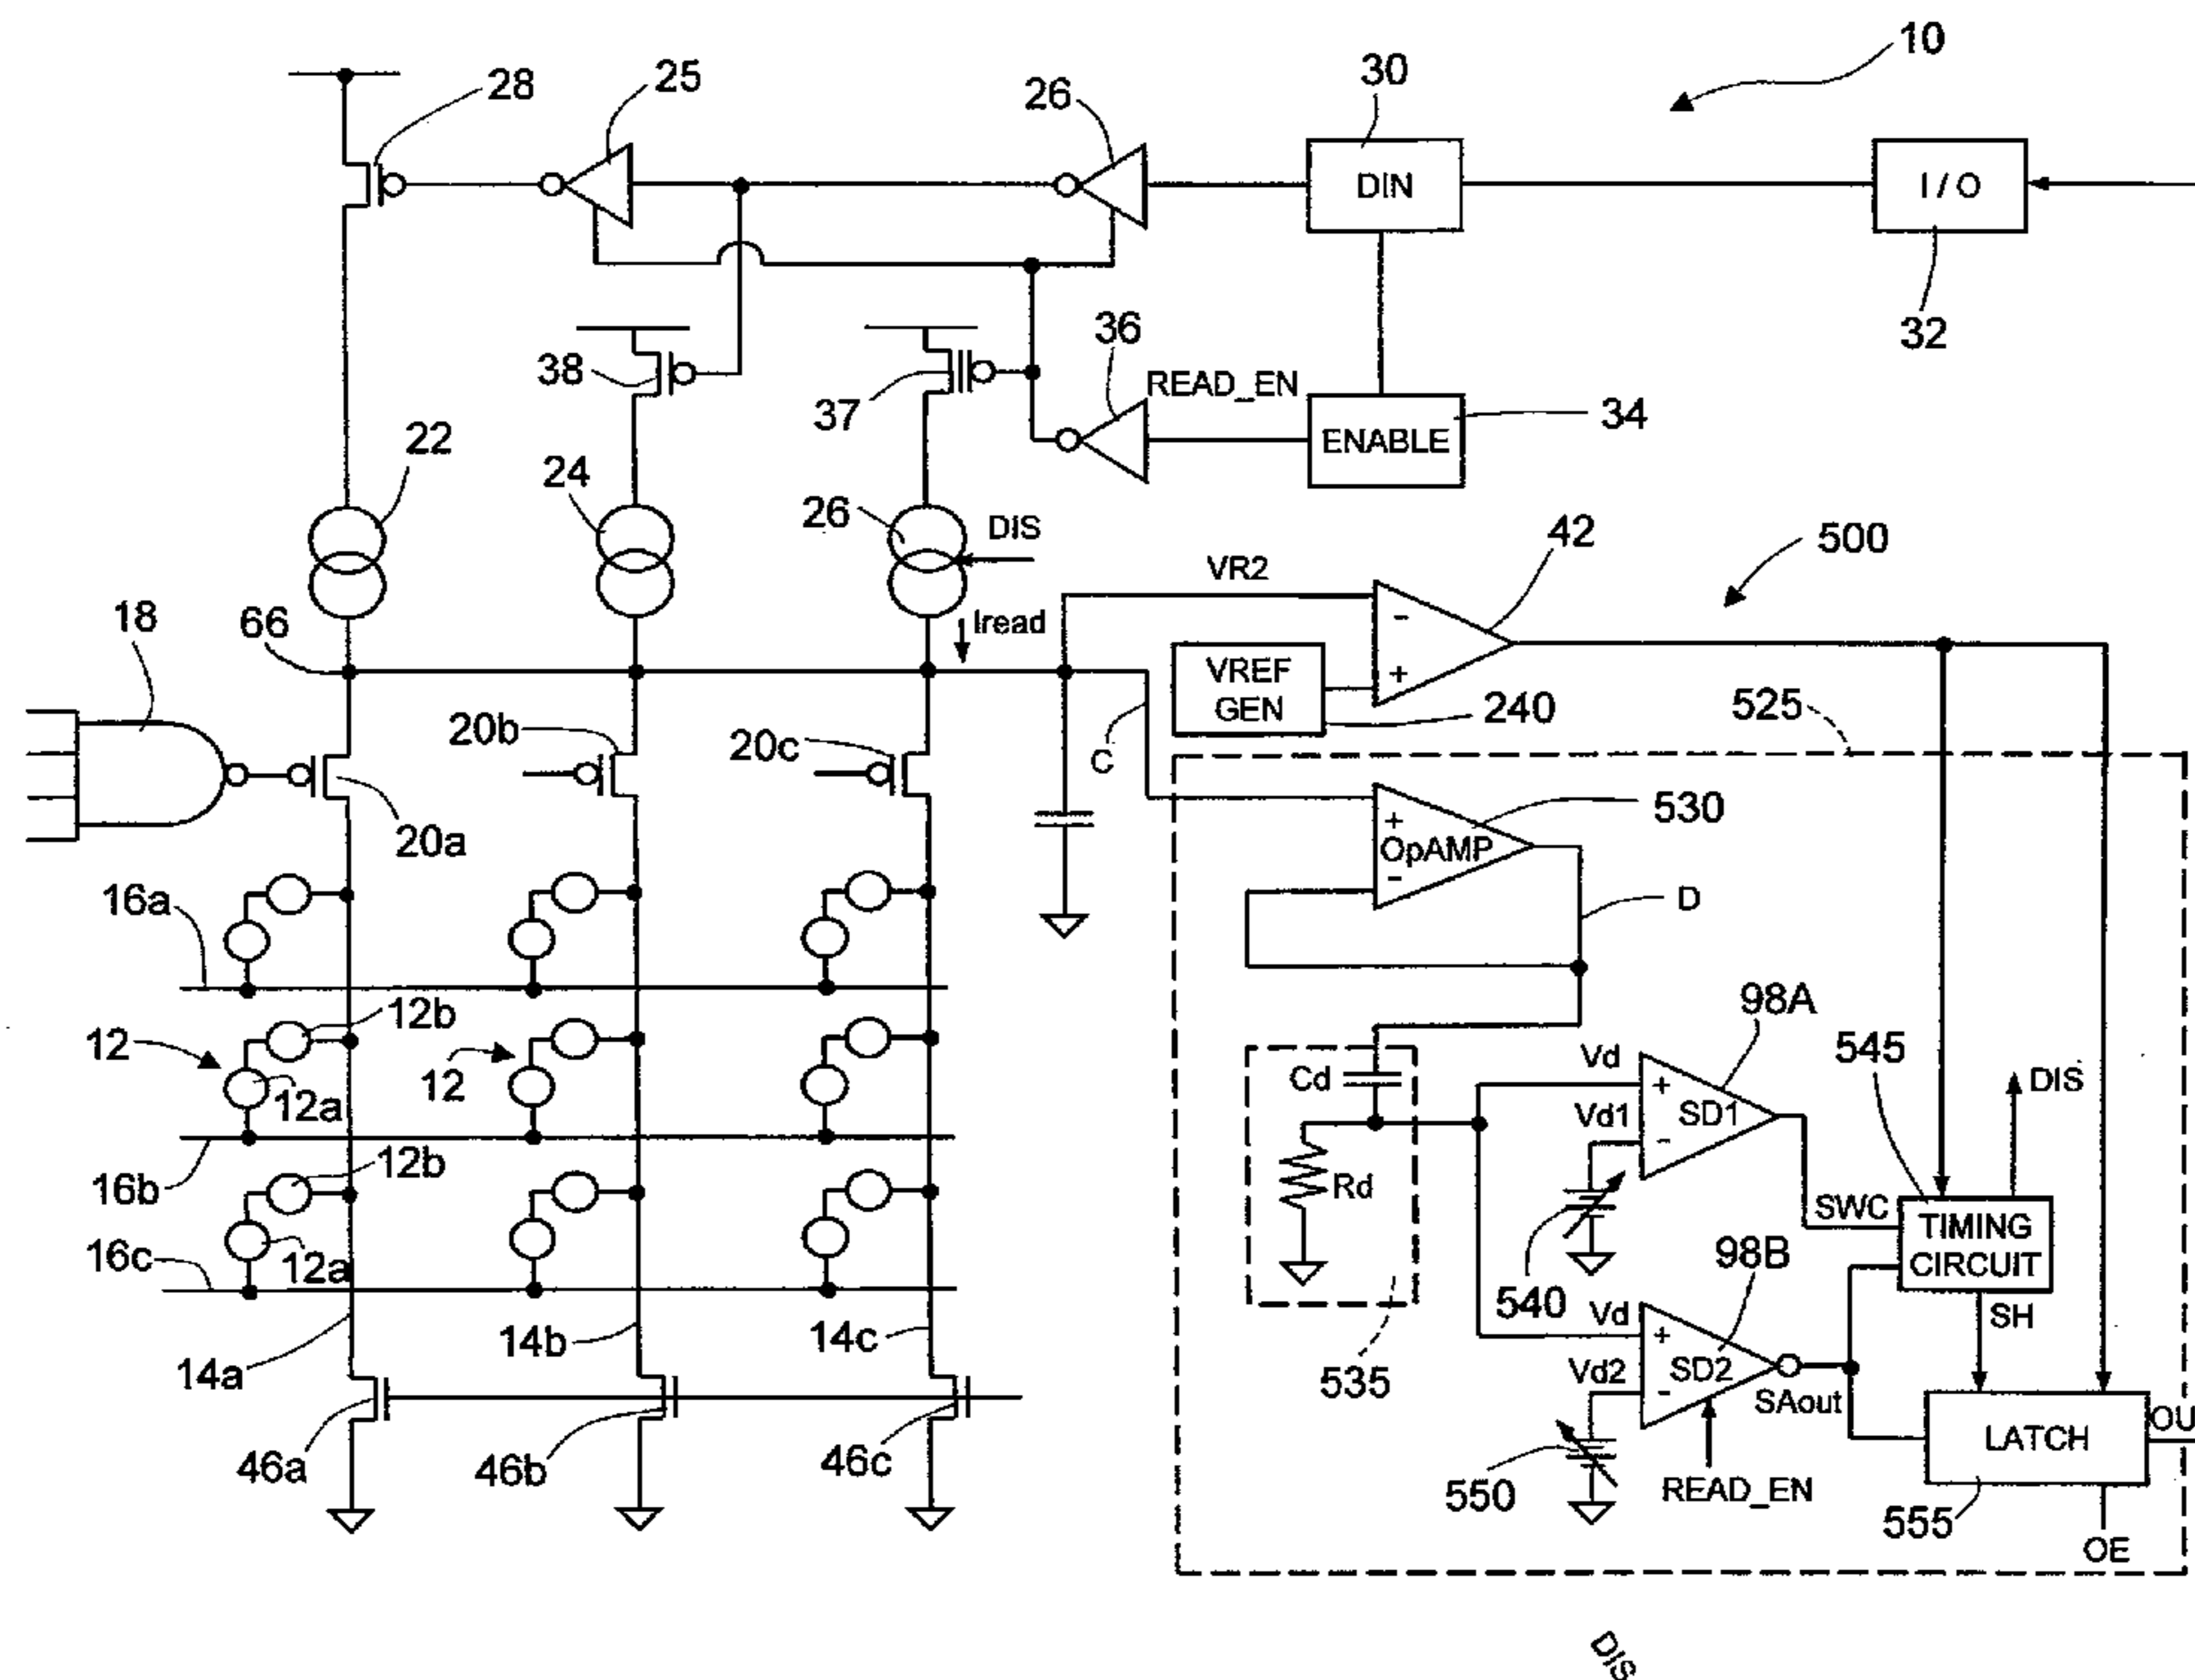 10
28
25
26
30
DIN
I / O
32
38
37
36
READ_EN
ENABLE
34
22
24
26
DIS
Iread
VR2
42
500
18
66
-
+
VREF
GEN
240
525
20b
20c
C
20a
+
OpAMP
-
530
D
16a
12
12b
12a
12
98A
545
DIS
Cd
Vd
Vd1
+
SD1
-
16b
12b
12a
Rd
SWC
TIMING
CIRCUIT
16c
540
98B
SH
14a
14b
14c
535
Vd
Vd2
+
SD2
-
SAout
46a
46b
46c
550
READ_EN
LATCH
OU
555
OE
DIS